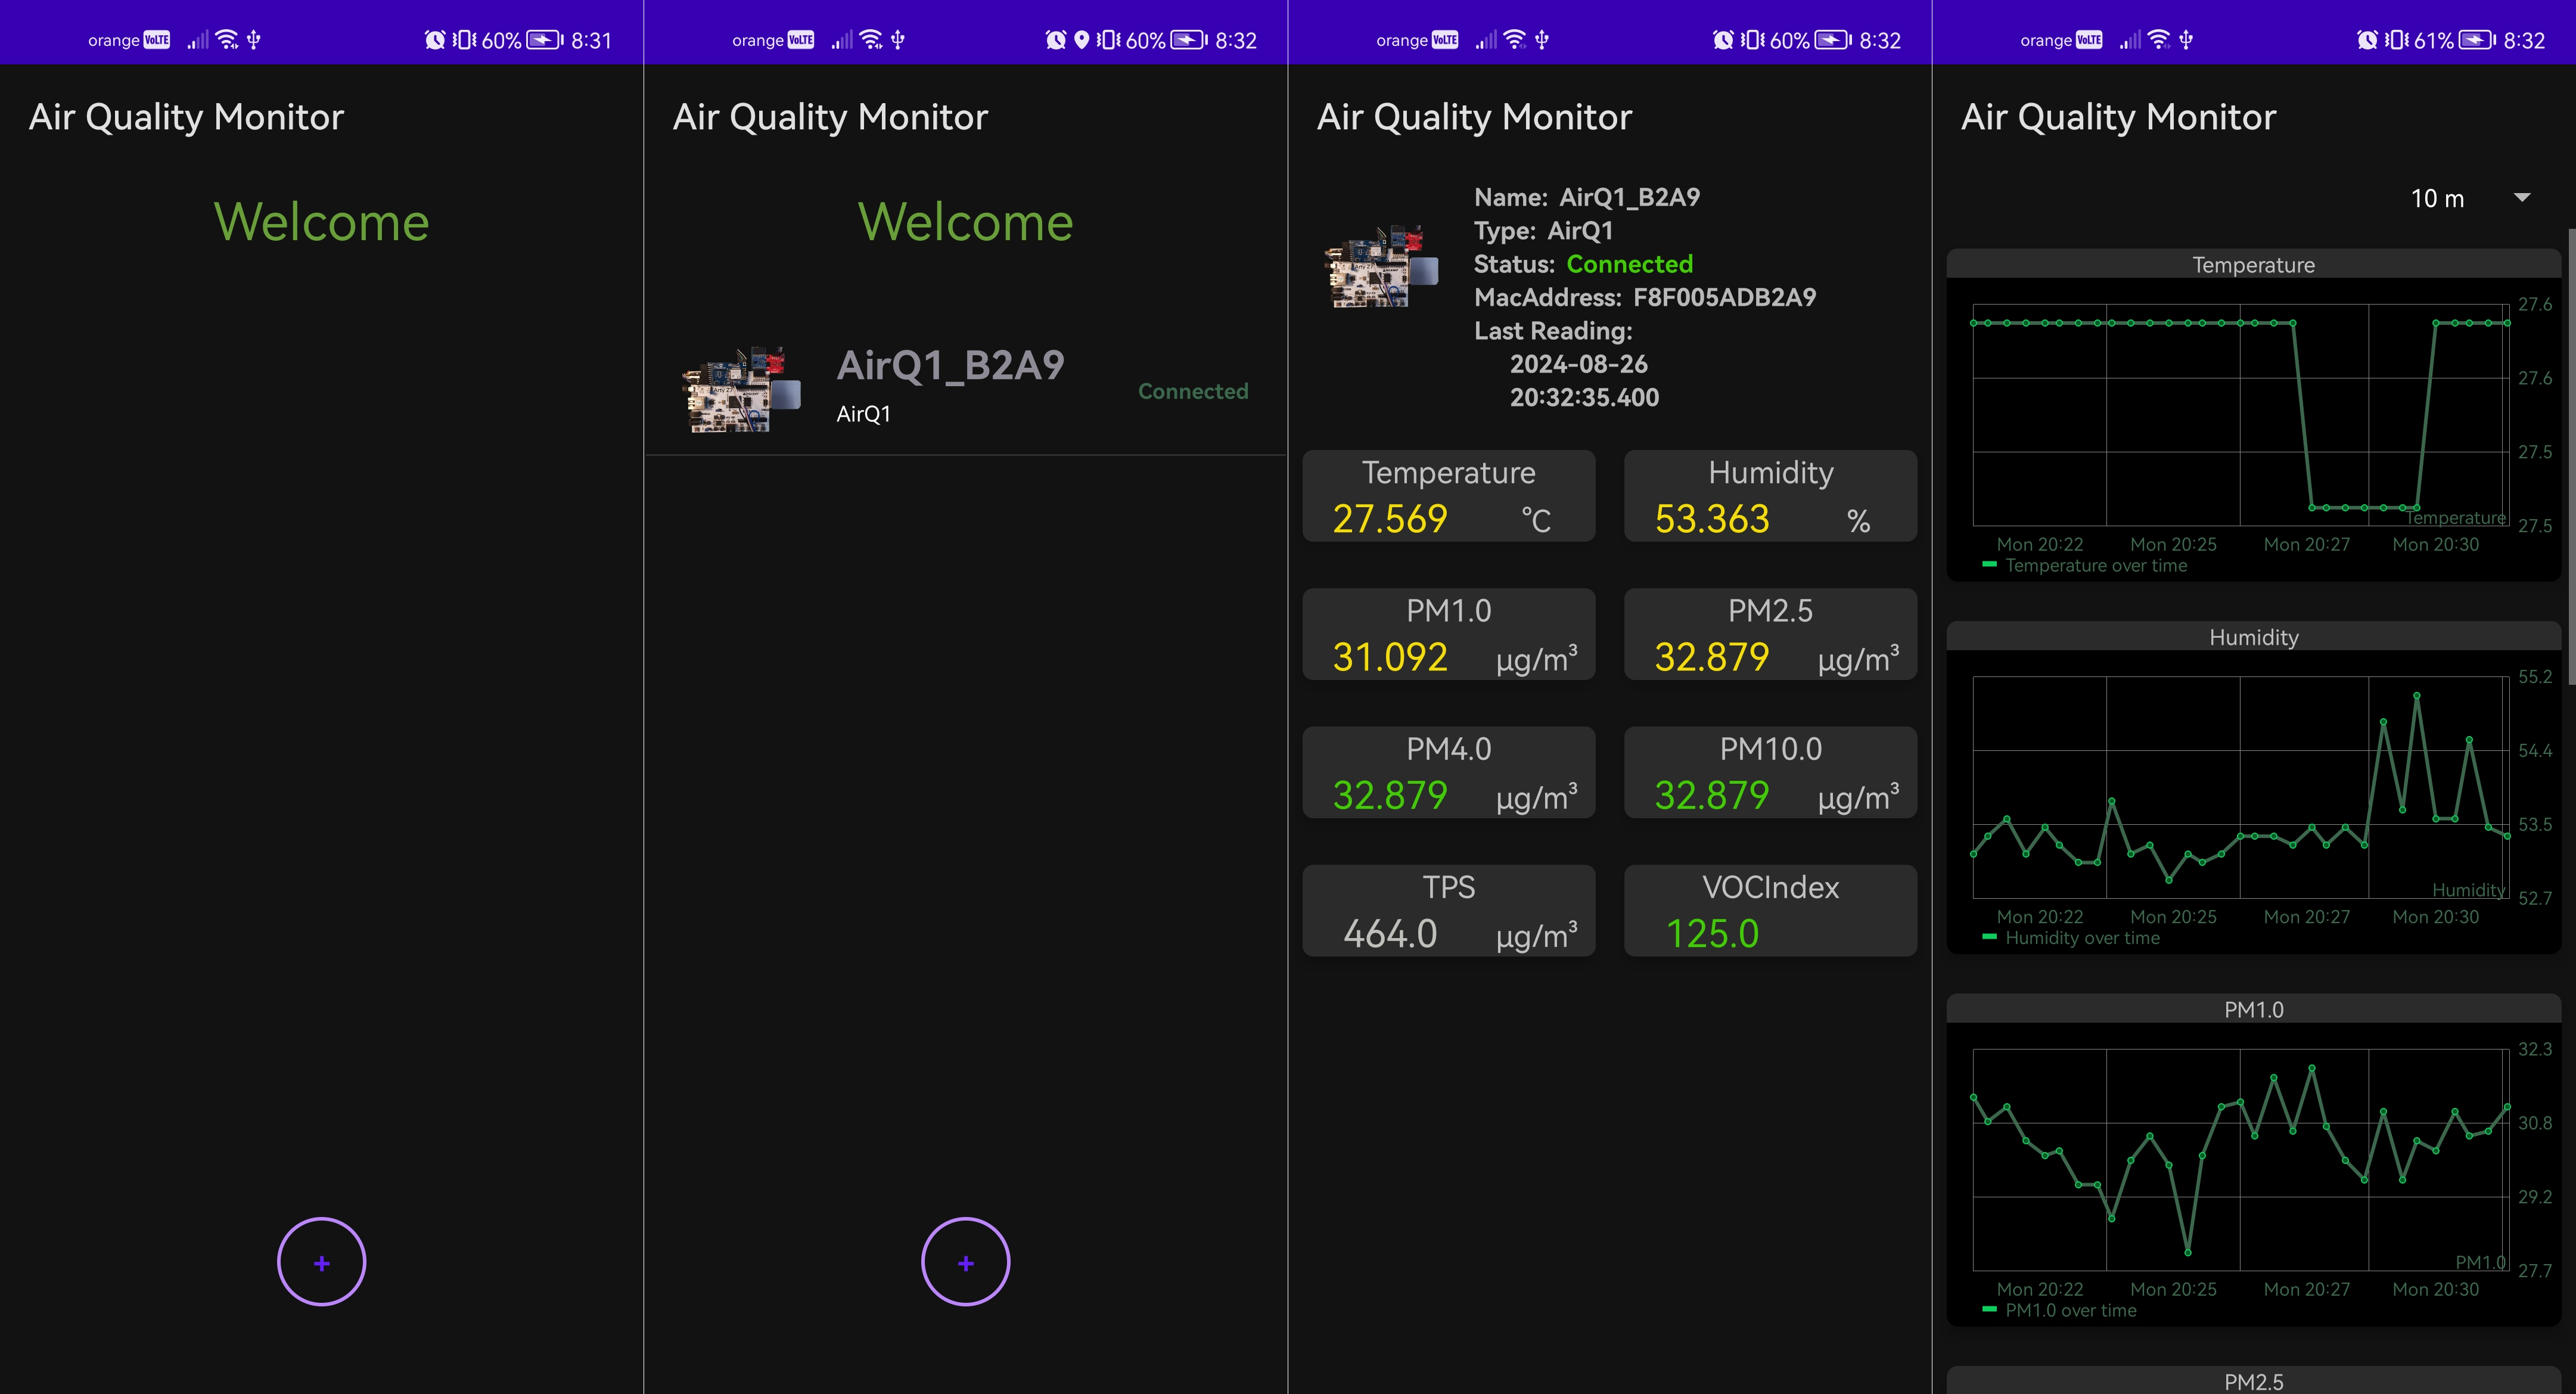 orange VoLTE 60% 8:31
Air Quality Monitor
Welcome
+
orange VoLTE 60% 8:32
Air Quality Monitor
Welcome
AirQ1_B2A9
AirQ1
Connected
+
orange VoLTE 60% 8:32
Air Quality Monitor
Name: AirQ1_B2A9
Type: AirQ1
Status: Connected
MacAddress: F8F005ADB2A9
Last Reading:
2024-08-26
20:32:35.400
Temperature
27.569 °C
Humidity
53.363 %
PM1.0
31.092 µg/m³
PM2.5
32.879 µg/m³
PM4.0
32.879 µg/m³
PM10.0
32.879 µg/m³
TPS
464.0 µg/m³
VOCIndex
125.0
orange VoLTE 61% 8:32
Air Quality Monitor
10 m
Temperature
27.6
27.6
27.5
27.5
Temperature
Mon 20:22 Mon 20:25 Mon 20:27 Mon 20:30
Temperature over time
Humidity
55.2
54.4
53.5
52.7
Humidity
Mon 20:22 Mon 20:25 Mon 20:27 Mon 20:30
Humidity over time
PM1.0
32.3
30.8
29.2
27.7
PM1.0
Mon 20:22 Mon 20:25 Mon 20:27 Mon 20:30
PM1.0 over time
PM2.5